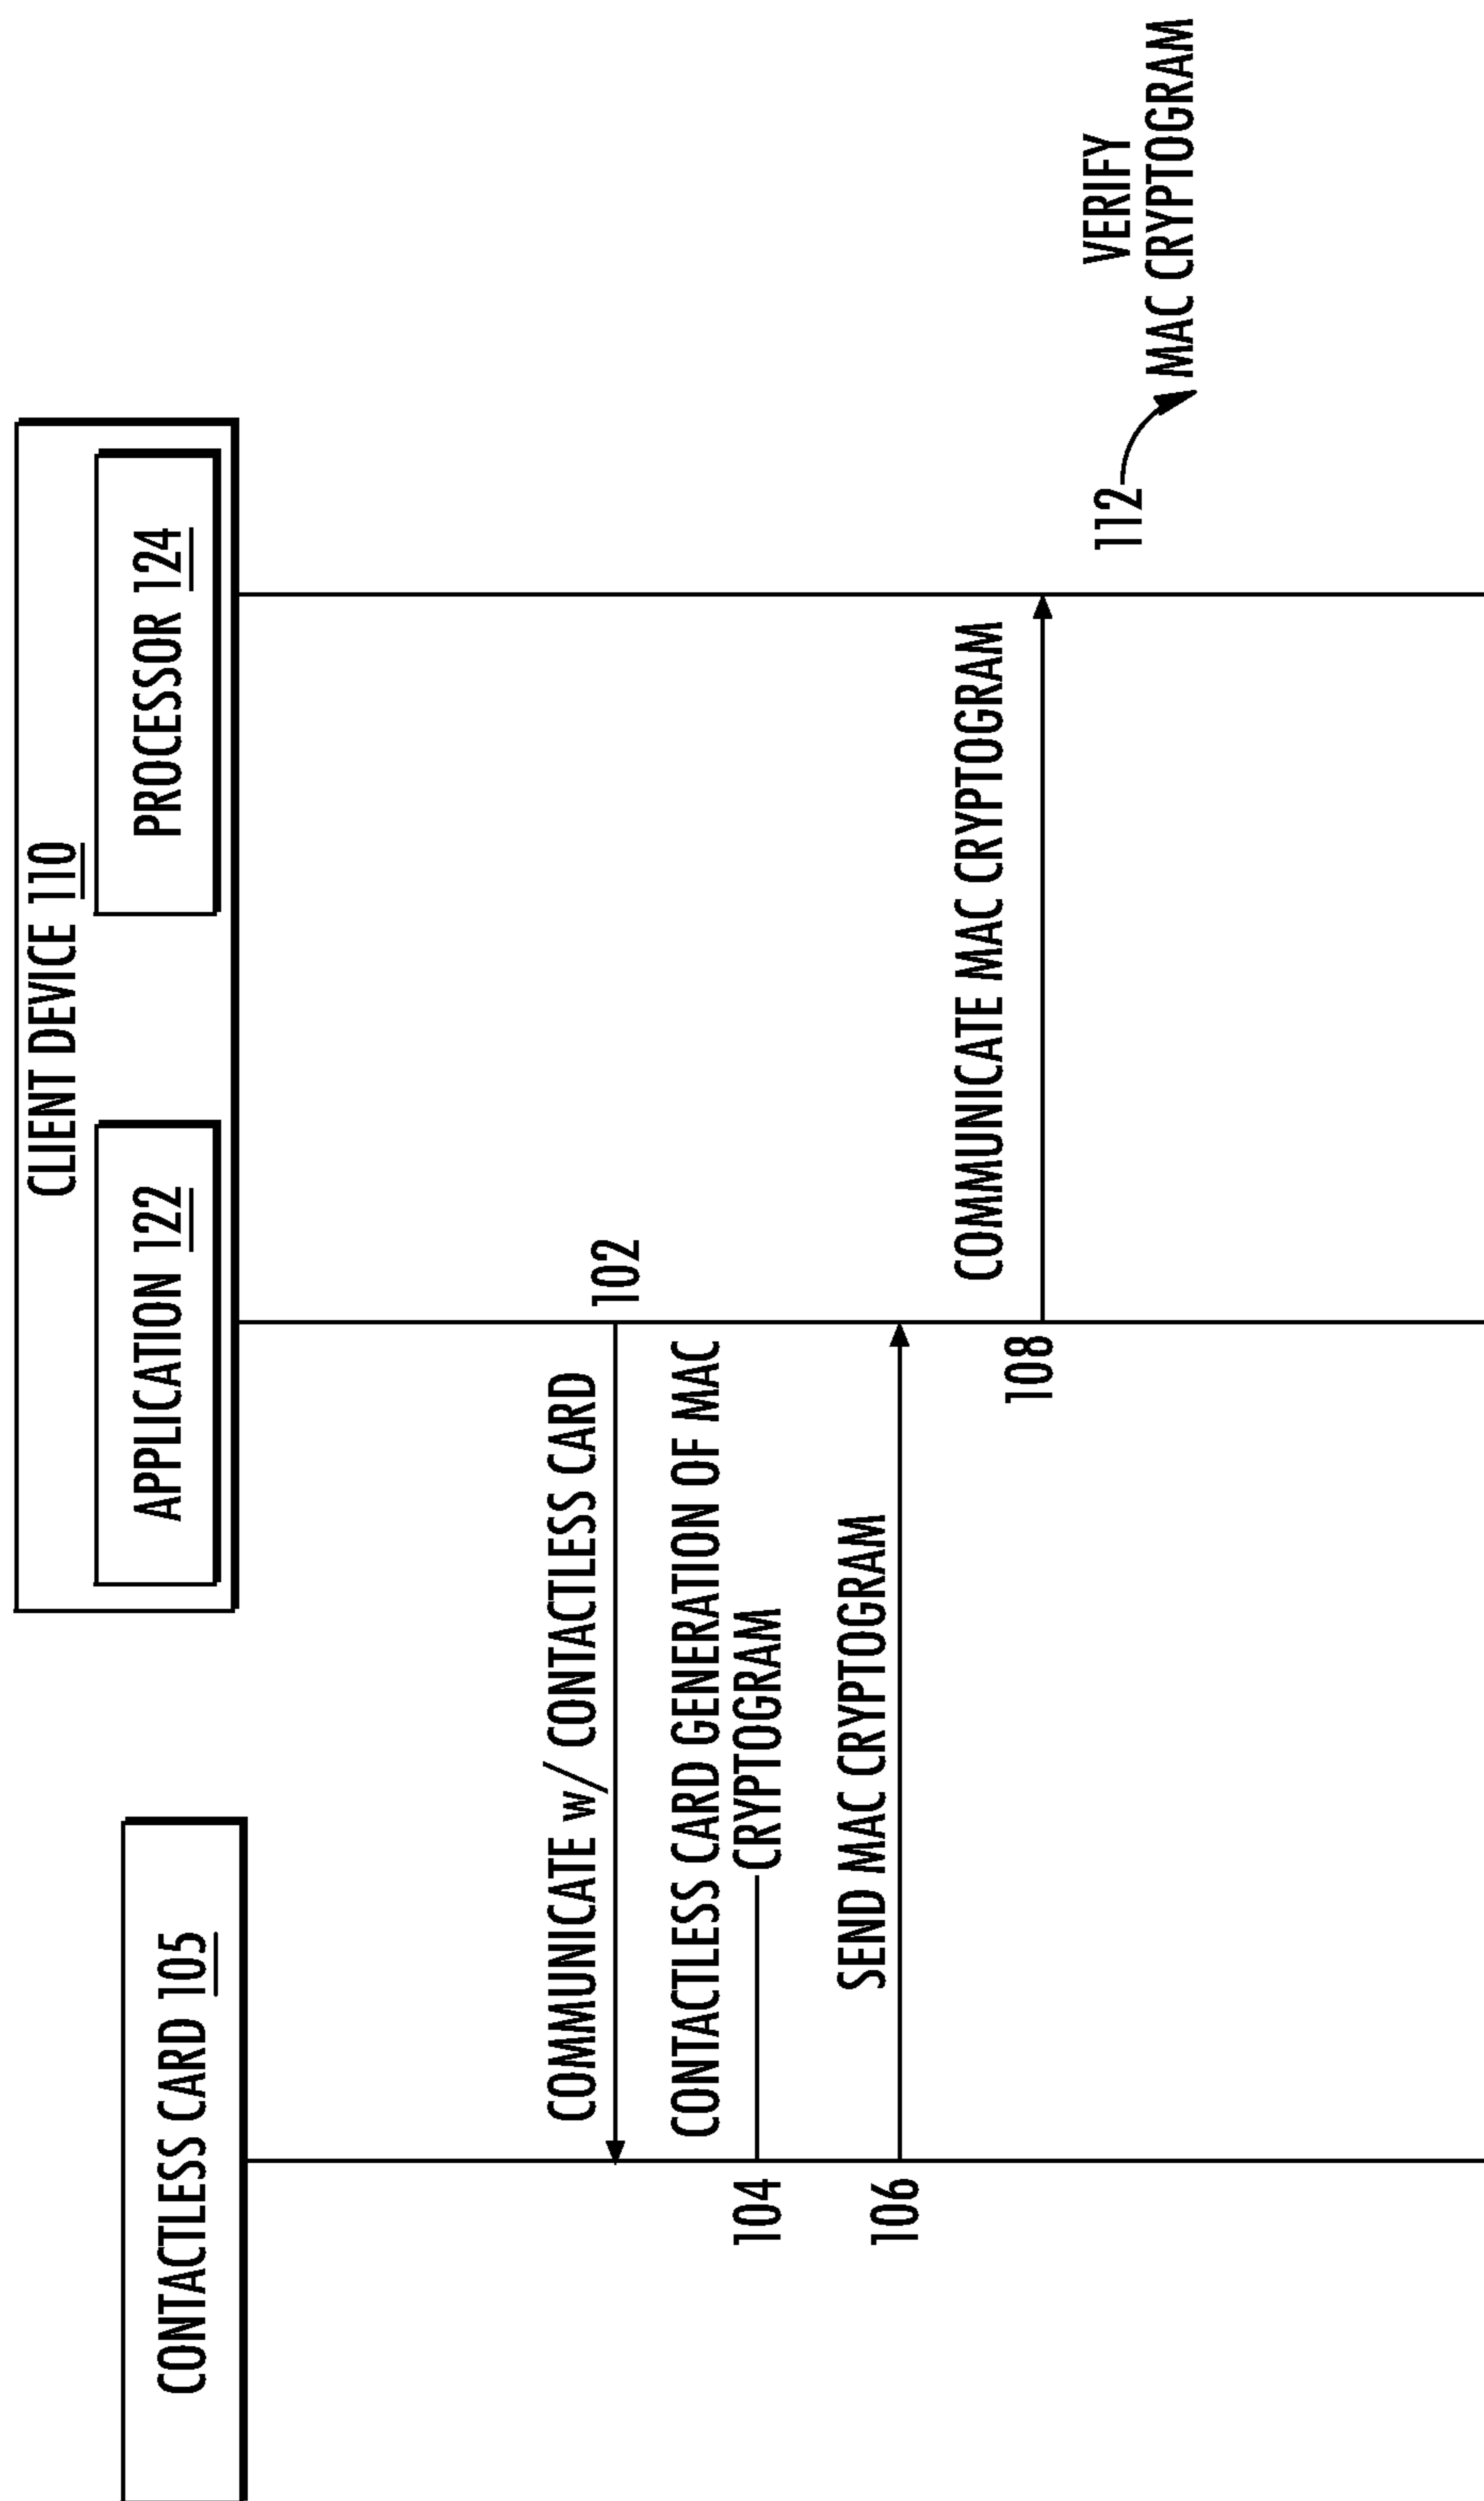 CLIENT DEVICE 110
CONTACTLESS CARD 105
APPLICATION 122
PROCESSOR 124
COMMUNICATE w/ CONTACTLESS CARD
102
CONTACTLESS CARD GENERATION OF MAC
CRYPTOGRAM
104
SEND MAC CRYPTOGRAM
106
COMMUNICATE MAC CRYPTOGRAM
108
VERIFY
MAC CRYPTOGRAM
112